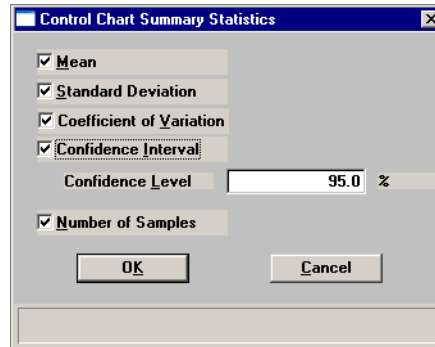 Control Chart Summary Statistics
Mean
Standard Deviation
Coefficient of Variation
Confidence Interval
Confidence Level 95.0 %
Number of Samples
OK Cancel